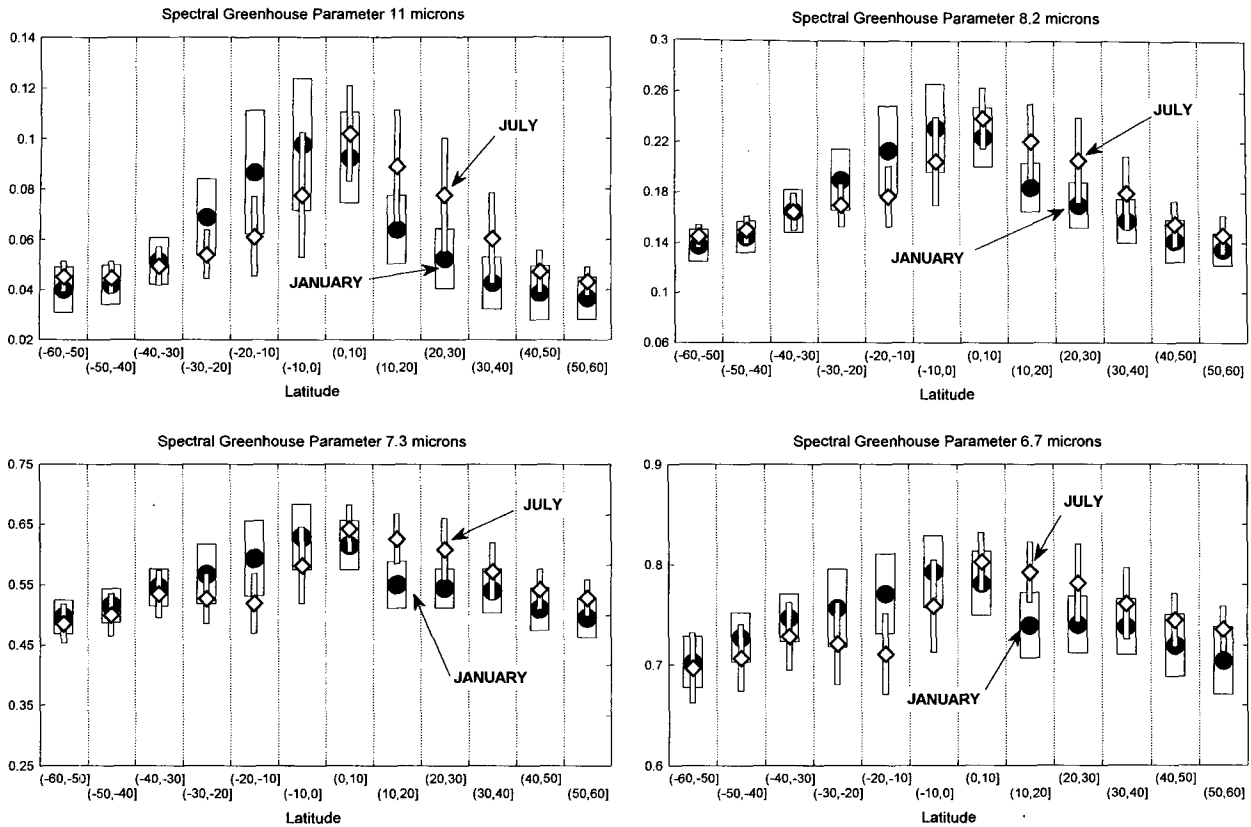 Spectral Greenhouse Parameter 11 microns
0.14
0.12
0.1
0.08
0.06
0.04
0.02
JULY
JANUARY
(-60,-50] (-40,-30] (-20,-10] (0,10] (20,30] (40,50]
(-50,-40] (-30,-20] (-10,0] (10,20] (30,40] (50,60]
Latitude
Spectral Greenhouse Parameter 8.2 microns
0.3
0.26
0.22
0.18
0.14
0.1
0.06
JULY
JANUARY
(-60,-50] (-40,-30] (-20,-10] (0,10] (20,30] (40,50]
(-50,-40] (-30,-20] (-10,0] (10,20] (30,40] (50,60]
Latitude
Spectral Greenhouse Parameter 7.3 microns
0.75
0.65
0.55
0.45
0.35
0.25
JULY
JANUARY
(-60,-50] (-40,-30] (-20,-10] (0,10] (20,30] (40,50]
(-50,-40] (-30,-20] (-10,0] (10,20] (30,40] (50,60]
Latitude
Spectral Greenhouse Parameter 6.7 microns
0.9
0.8
0.7
0.6
JULY
JANUARY
(-60,-50] (-40,-30] (-20,-10] (0,10] (20,30] (40,50]
(-50,-40] (-30,-20] (-10,0] (10,20] (30,40] (50,60]
Latitude